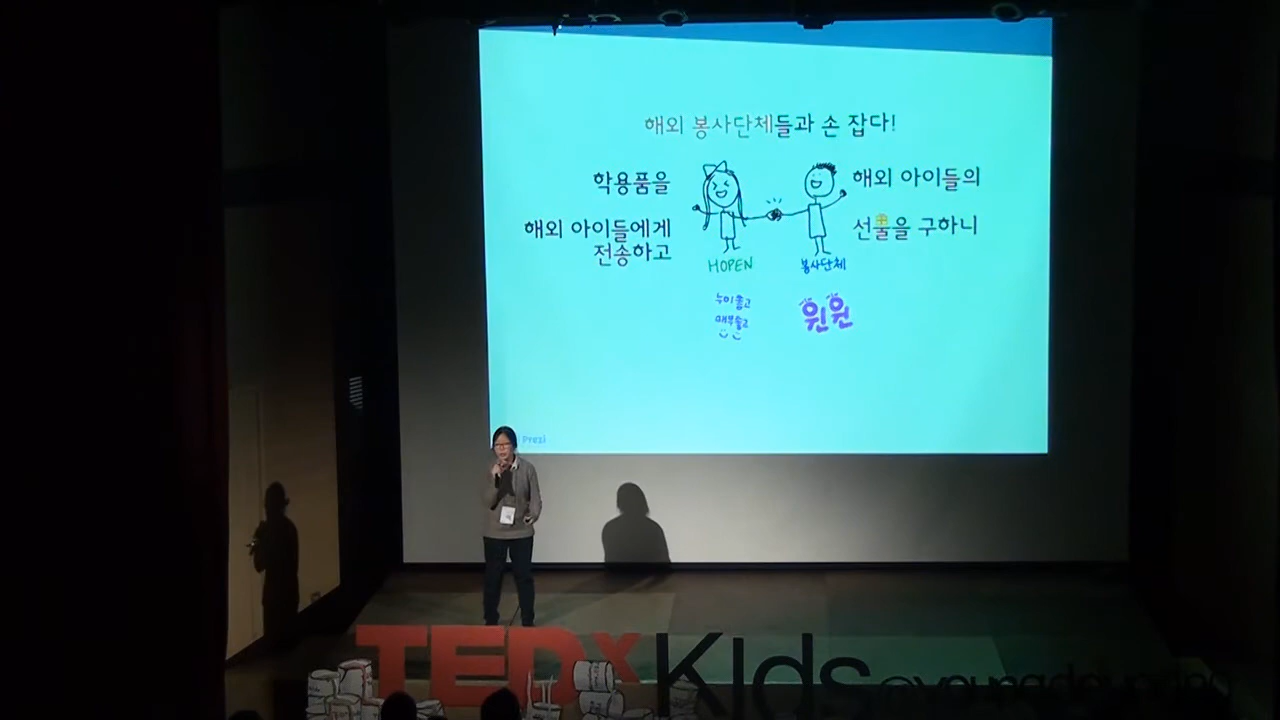 해외 봉사단체들과 손 잡다!
학용품을
해외 아이들에게
전송하고
해외 아이들의
선물을 구하니
HOPEN
봉사단체
누이좋고
매부좋고
윈윈
Prezi
TEDxKids